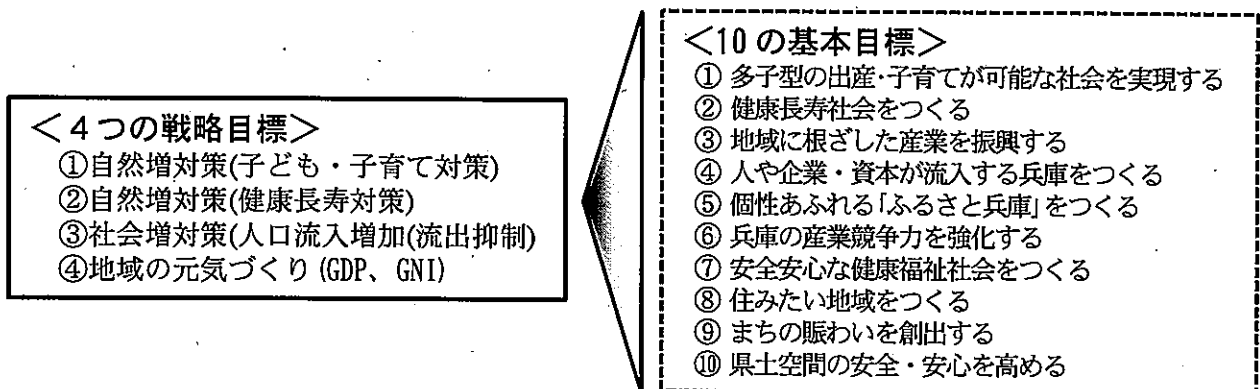 ＜４つの戦略目標＞
①自然増対策(子ども・子育て対策)
②自然増対策(健康長寿対策)
③社会増対策(人口流入増加(流出抑制)
④地域の元気づくり(GDP、GNI)
＜10の基本目標＞
① 多子型の出産･子育てが可能な社会を実現する
② 健康長寿社会をつくる
③ 地域に根ざした産業を振興する
④ 人や企業・資本が流入する兵庫をつくる
⑤ 個性あふれる｢ふるさと兵庫｣をつくる
⑥ 兵庫の産業競争力を強化する
⑦ 安全安心な健康福祉社会をつくる
⑧ 住みたい地域をつくる
⑨ まちの賑わいを創出する
⑩ 県土空間の安全・安心を高める